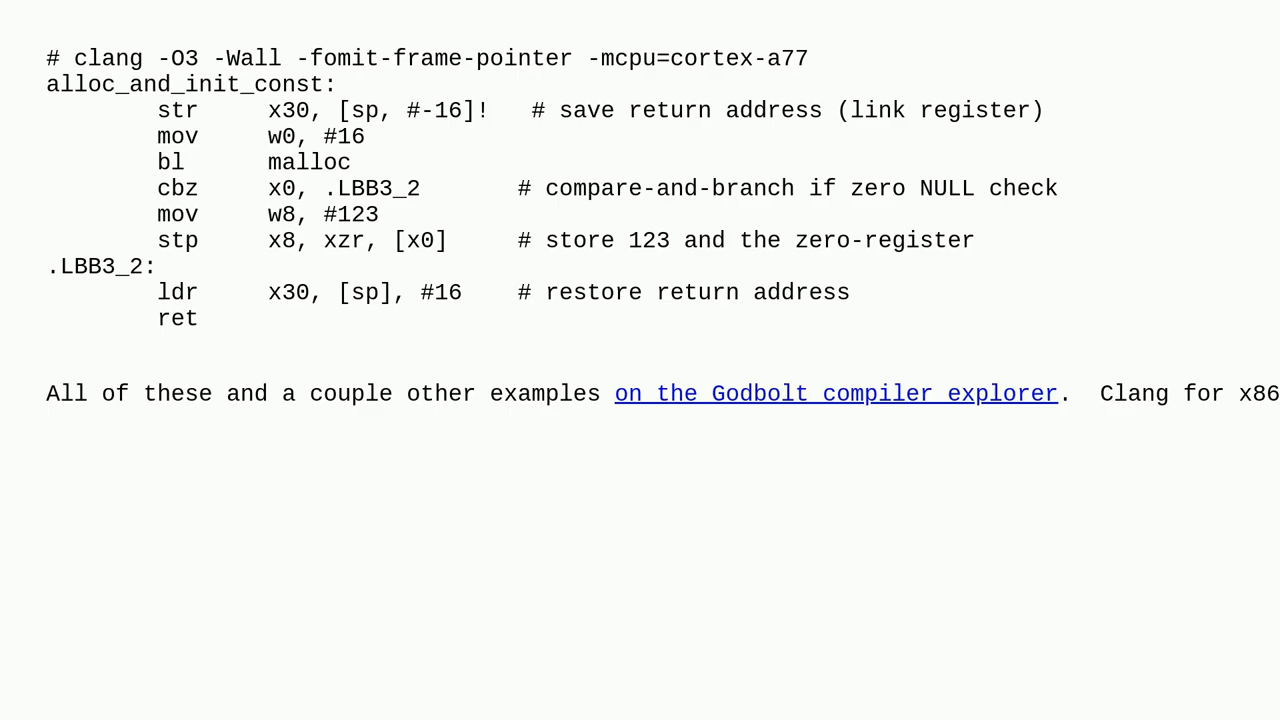 # clang -O3 -Wall -fomit-frame-pointer -mcpu=cortex-a77
alloc_and_init_const:
        str     x30, [sp, #-16]!   # save return address (link register)
        mov     w0, #16
        bl      malloc
        cbz     x0, .LBB3_2       # compare-and-branch if zero NULL check
        mov     w8, #123
        stp     x8, xzr, [x0]     # store 123 and the zero-register
.LBB3_2:
        ldr     x30, [sp], #16    # restore return address
        ret
All of these and a couple other examples on the Godbolt compiler explorer.  Clang for x86